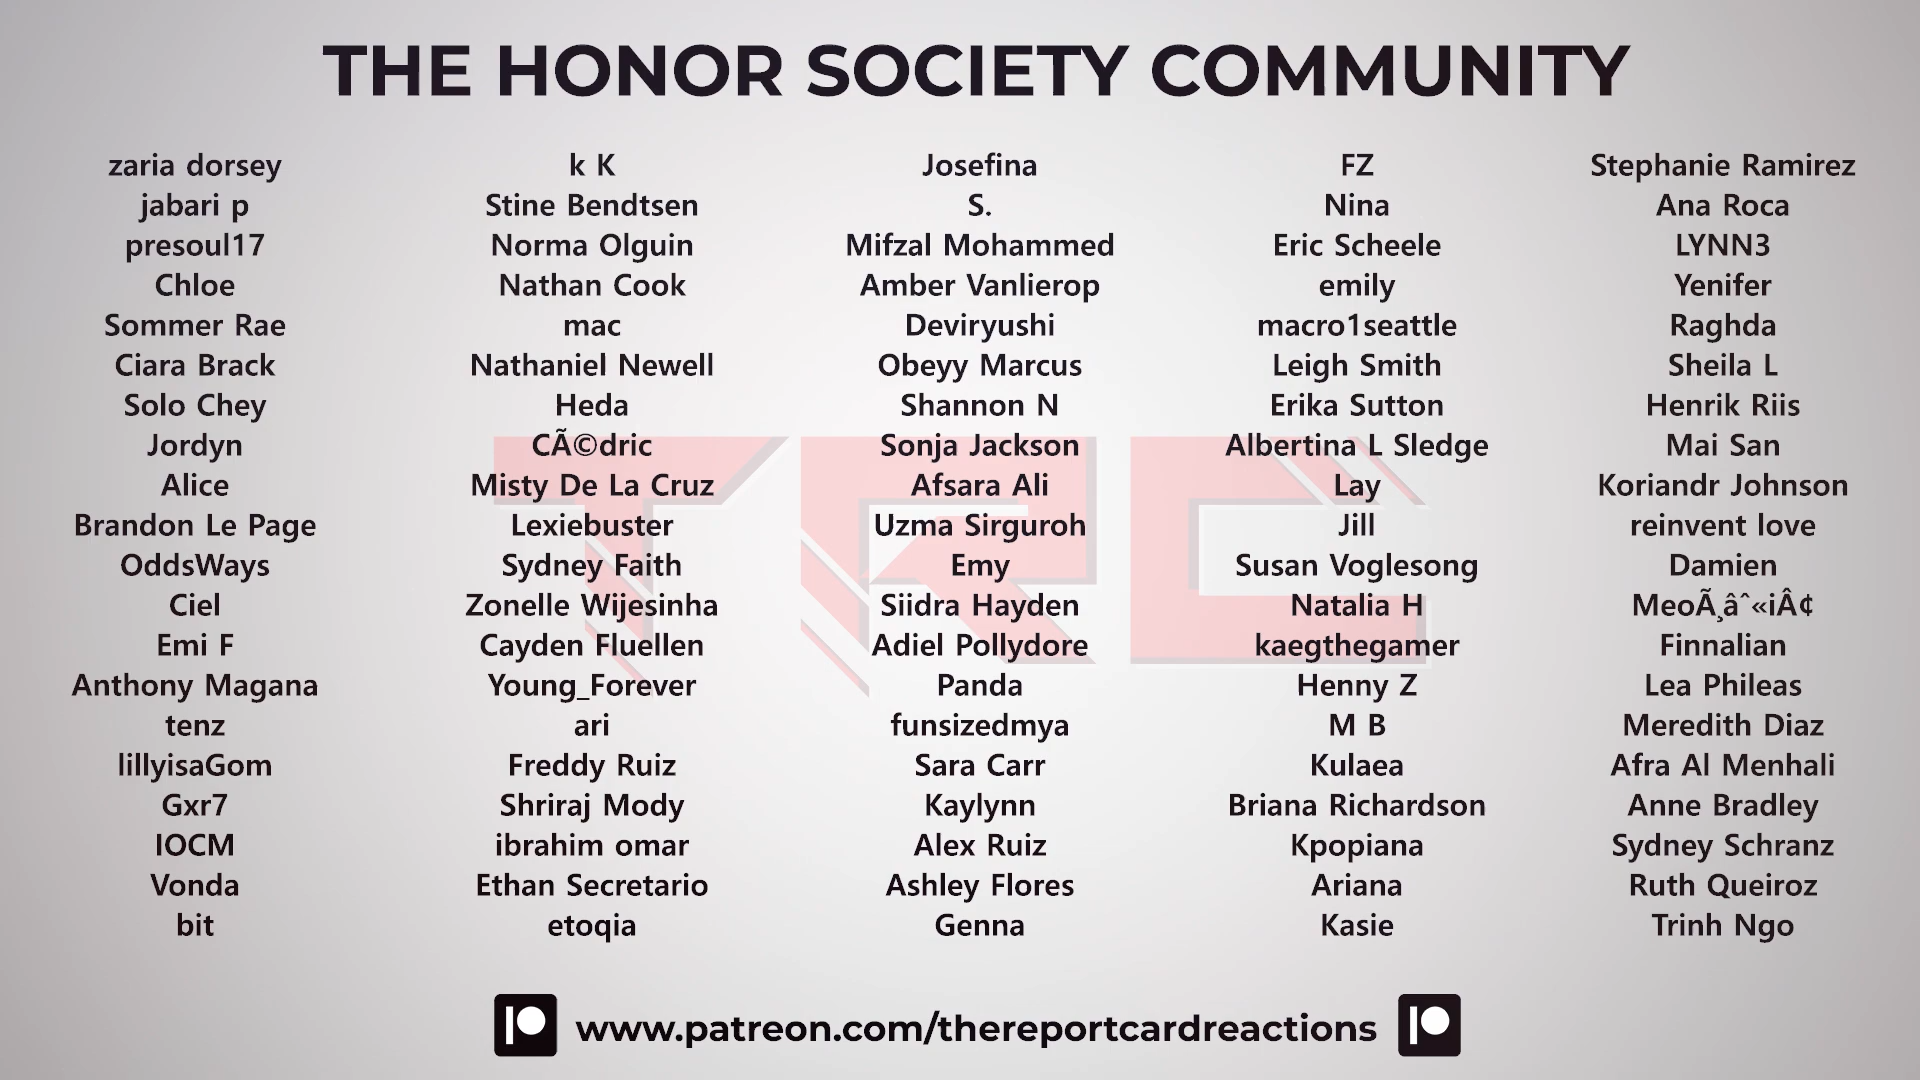 THE HONOR SOCIETY COMMUNITY
zaria dorsey
jabari p
presoul17
Chloe
Sommer Rae
Ciara Brack
Solo Chey
Jordyn
Alice
Brandon Le Page
OddsWays
Ciel
Emi F
Anthony Magana
tenz
lillyisaGom
Gxr7
IOCM
Vonda
bit
k K
Stine Bendtsen
Norma Olguin
Nathan Cook
mac
Nathaniel Newell
Heda
CÃ©dric
Misty De La Cruz
Lexiebuster
Sydney Faith
Zonelle Wijesinha
Cayden Fluellen
Young_Forever
ari
Freddy Ruiz
Shriraj Mody
ibrahim omar
Ethan Secretario
etoqia
Josefina
S.
Mifzal Mohammed
Amber Vanlierop
Deviryushi
Obeyy Marcus
Shannon N
Sonja Jackson
Afsara Ali
Uzma Sirguroh
Emy
Siidra Hayden
Adiel Pollydore
Panda
funsizedmya
Sara Carr
Kaylynn
Alex Ruiz
Ashley Flores
Genna
FZ
Nina
Eric Scheele
emily
macro1seattle
Leigh Smith
Erika Sutton
Albertina L Sledge
Lay
Jill
Susan Voglesong
Natalia H
kaegthegamer
Henny Z
M B
Kulaea
Briana Richardson
Kpopiana
Ariana
Kasie
Stephanie Ramirez
Ana Roca
LYNN3
Yenifer
Raghda
Sheila L
Henrik Riis
Mai San
Koriandr Johnson
reinvent love
Damien
MeoÃ¸âˆ«iÂ¢
Finnalian
Lea Phileas
Meredith Diaz
Afra Al Menhali
Anne Bradley
Sydney Schranz
Ruth Queiroz
Trinh Ngo
TRC
www.patreon.com/thereportcardreactions